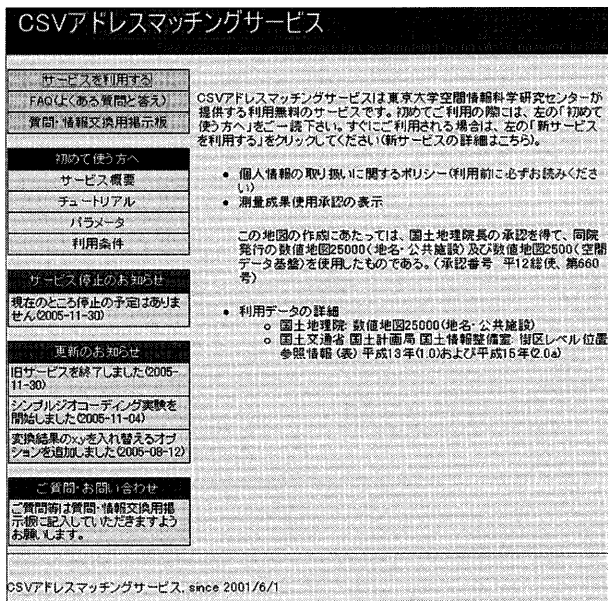 CSVアドレスマッチングサービス
サービスを利用する
FAQ(よくある質問と答え)
質問・情報交換用掲示板
初めて使う方へ
サービス概要
チュートリアル
パラメータ
利用条件
サービス停止のお知らせ
現在のところ停止の予定はありま
せん(2005-11-30)
更新のお知らせ
旧サービスを終了しました(2005-
11-30)
シンプルジオコーディング実験を
開始しました(2005-11-04)
変換結果のx,yを入れ替えるオプ
ションを追加しました(2005-08-12)
ご質問・お問い合わせ
ご質問等は質問・情報交換用掲
示板に記入していただきますよう
お願いします。
CSVアドレスマッチングサービスは東京大学空間情報科学研究センターが
提供する利用無料のサービスです。初めてご利用の際には、左の「初めて
使う方へ」をご一読下さい。すぐにご利用される場合は、左の「新サービス
を利用する」をクリックしてください(新サービスの詳細はこちら)。
• 個人情報の取り扱いに関するポリシー(利用前に必ずお読みくださ
い)
• 測量成果使用承認の表示
この地図の作成にあたっては、国土地理院長の承認を得て、同院
発行の数値地図25000(地名・公共施設)及び数値地図2500(空間
データ基盤)を使用したものである。(承認番号 平12総使、第660
号)
• 利用データの詳細
○ 国土地理院: 数値地図25000(地名・公共施設)
○ 国土交通省 国土計画局 国土情報整備室: 街区レベル位置
参照情報(表) 平成13年(1.0)および平成15年(2.0a)
CSVアドレスマッチングサービス, since 2001/6/1